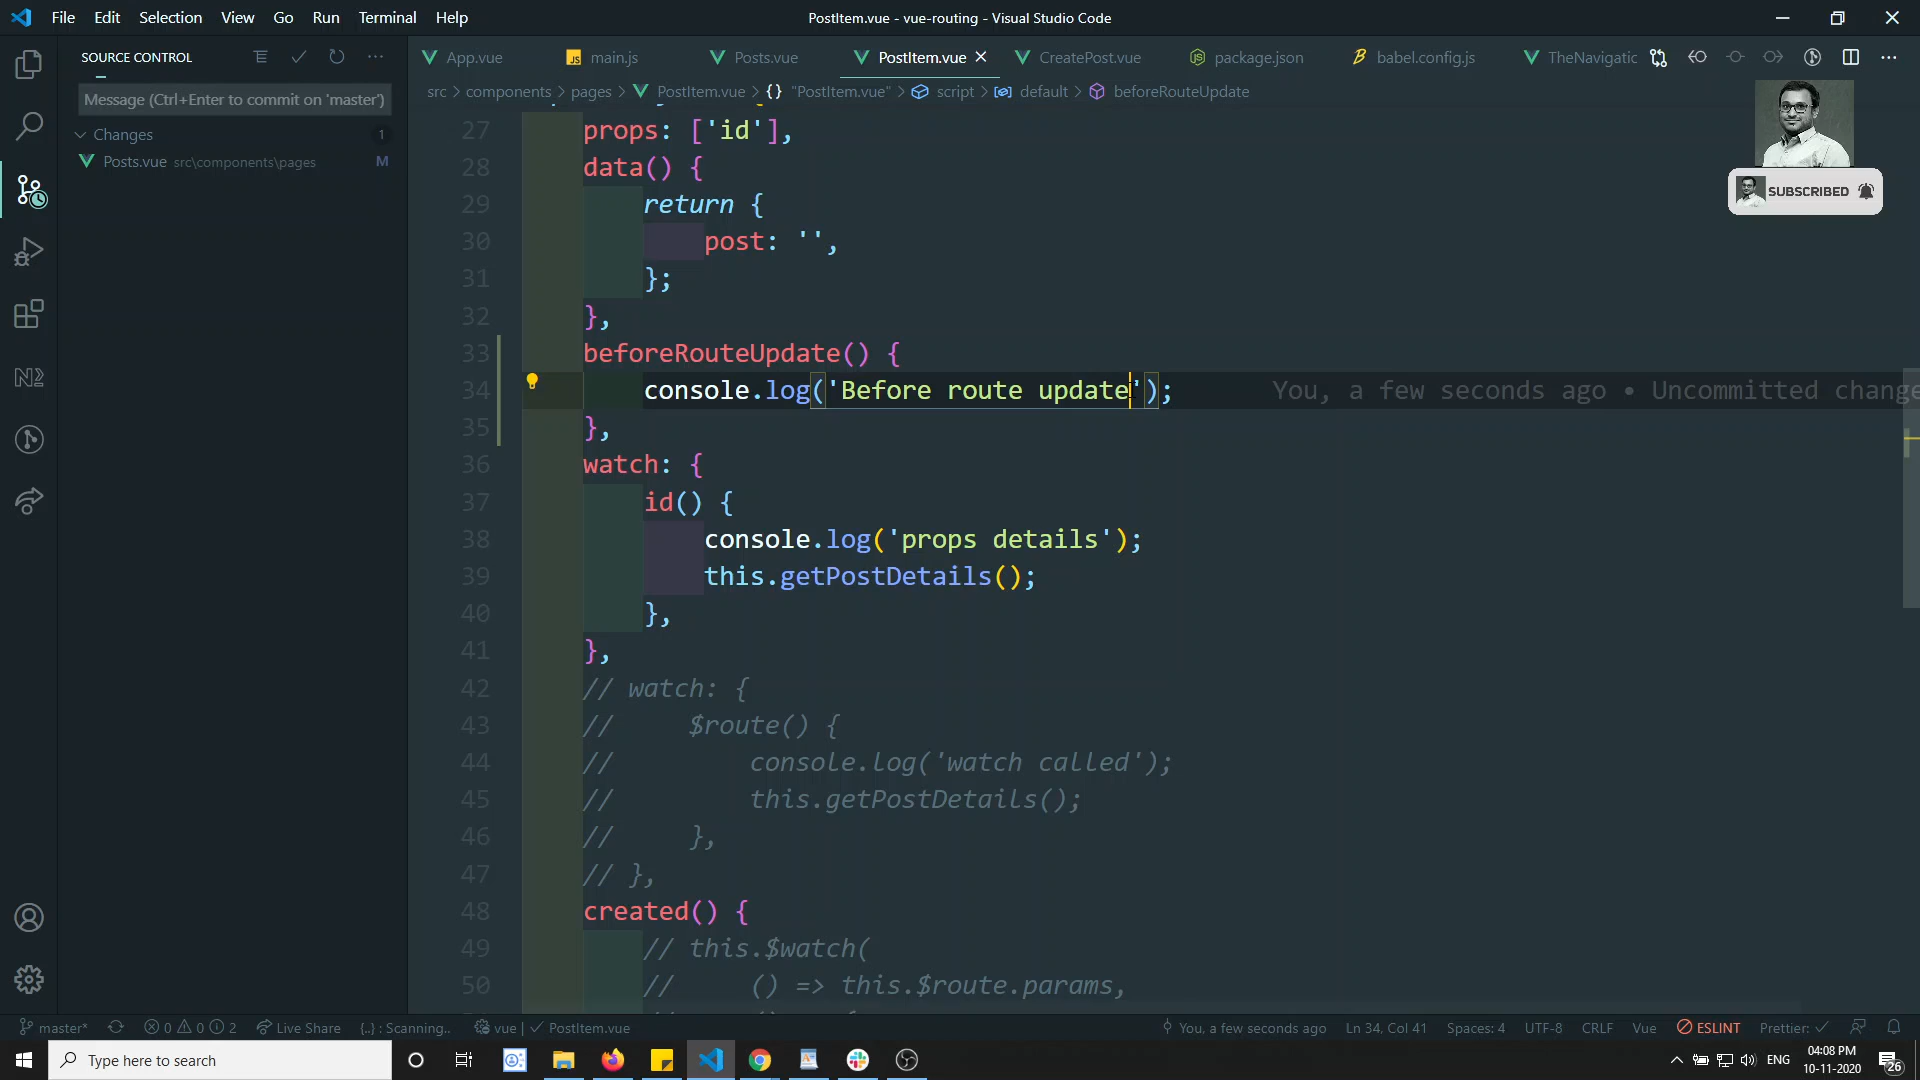 File Edit Selection View Go Run Terminal Help
PostItem.vue - vue-routing - Visual Studio Code
SOURCE CONTROL
Message (Ctrl+Enter to commit on 'master')
Changes 1
Posts.vue src\components\pages M
App.vue main.js Posts.vue PostItem.vue CreatePost.vue package.json babel.config.js TheNavigatic
src > components > pages > PostItem.vue > {} "PostItem.vue" > script > default > beforeRouteUpdate
SUBSCRIBED
27 props: ['id'],
28 data() {
29 return {
30 post: '',
31 };
32 },
33 beforeRouteUpdate() {
34 console.log('Before route update'); You, a few seconds ago • Uncommitted change
35 },
36 watch: {
37 id() {
38 console.log('props details');
39 this.getPostDetails();
40 },
41 },
42 // watch: {
43 // $route() {
44 // console.log('watch called');
45 // this.getPostDetails();
46 // },
47 // },
48 created() {
49 // this.$watch(
50 // () => this.$route.params,
master* 0 0 2 Live Share {..} : Scanning.. vue | PostItem.vue You, a few seconds ago Ln 34, Col 41 Spaces: 4 UTF-8 CRLF Vue ESLINT Prettier: ✓
Type here to search
ENG
04:08 PM
10-11-2020
26